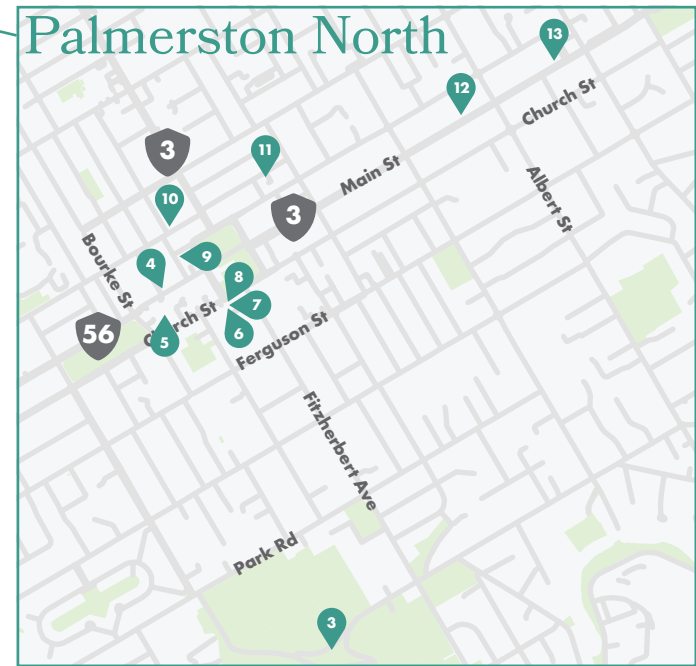 Palmerston North
13
12
Church St
3
11
Main St
Albert St
10
3
Bourke St
9
4
8
7
Church St
56
5
6
Ferguson St
Fitzherbert Ave
Park Rd
3